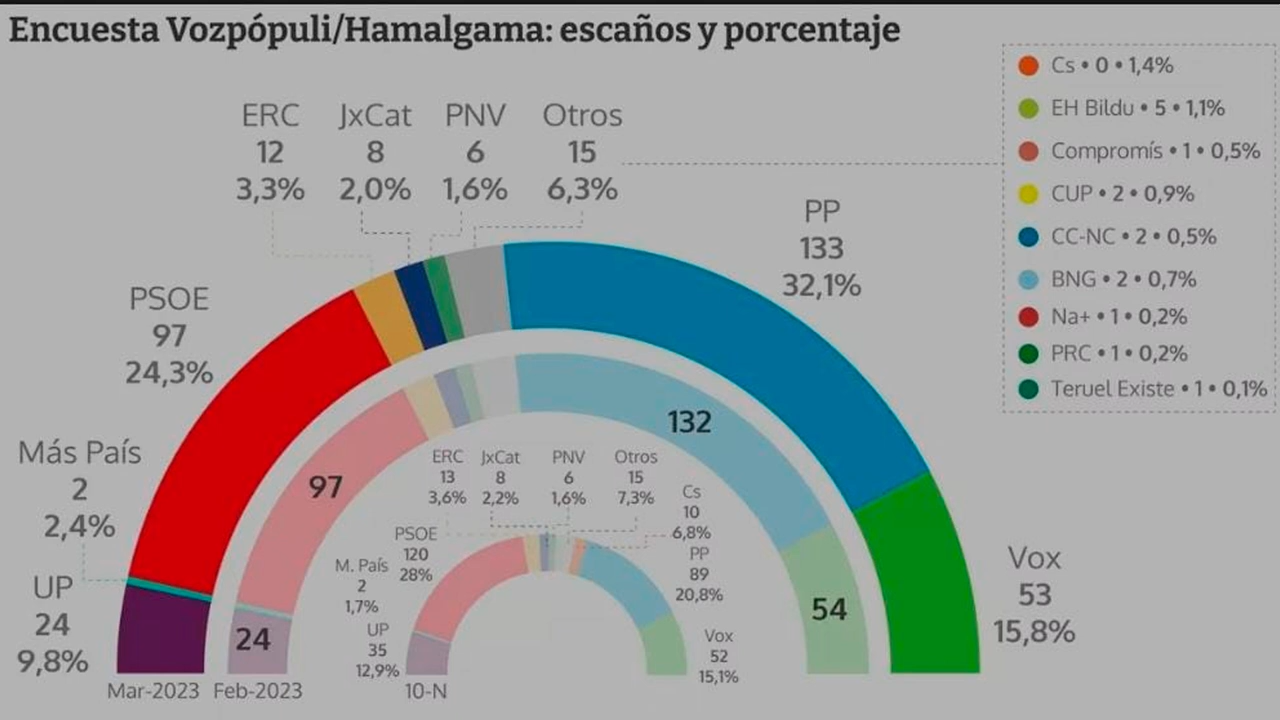 Encuesta Vozpópuli/Hamalgama: escaños y porcentaje
ERC
12
3,3%
JxCat
8
2,0%
PNV
6
1,6%
Otros
15
6,3%
Cs • 0 • 1,4%
EH Bildu • 5 • 1,1%
Compromís • 1 • 0,5%
CUP • 2 • 0,9%
CC-NC • 2 • 0,5%
BNG • 2 • 0,7%
Na+ • 1 • 0,2%
PRC • 1 • 0,2%
Teruel Existe • 1 • 0,1%
PP
133
32,1%
PSOE
97
24,3%
Más País
2
2,4%
UP
24
9,8%
Vox
53
15,8%
97
132
24
54
ERC
13
3,6%
JxCat
8
2,2%
PNV
6
1,6%
Otros
15
7,3%
Cs
10
6,8%
PSOE
120
28%
PP
89
20,8%
M. País
2
1,7%
UP
35
12,9%
Vox
52
15,1%
Mar-2023
Feb-2023
10-N